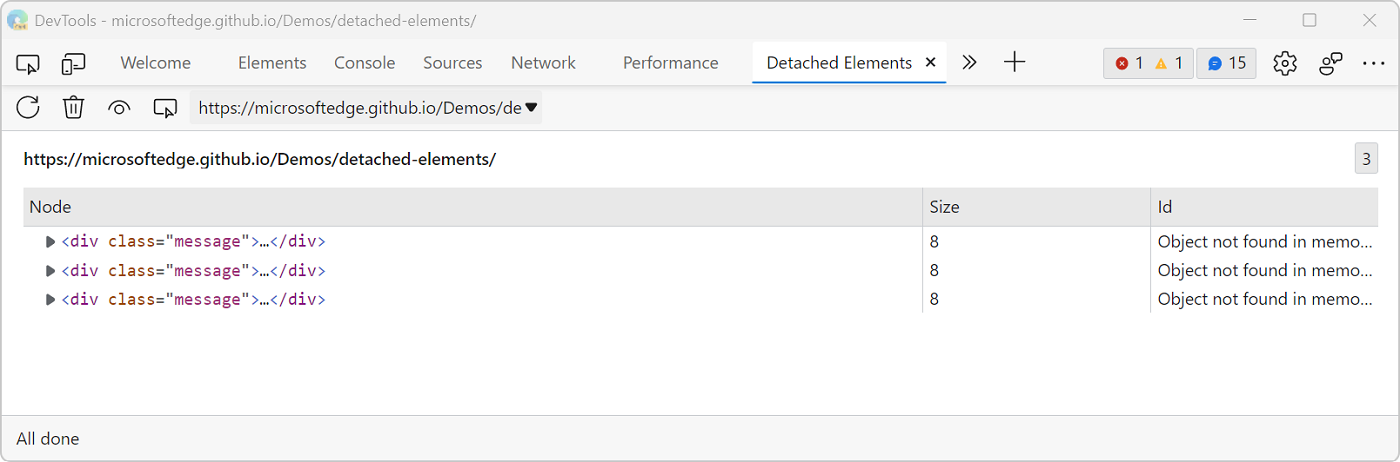 DevTools - microsoftedge.github.io/Demos/detached-elements/
Welcome Elements Console Sources Network Performance Detached Elements 1 1 15
https://microsoftedge.github.io/Demos/de
https://microsoftedge.github.io/Demos/detached-elements/ 3
Node Size Id
<div class="message">…</div> 8 Object not found in memo...
<div class="message">…</div> 8 Object not found in memo...
<div class="message">…</div> 8 Object not found in memo...
All done